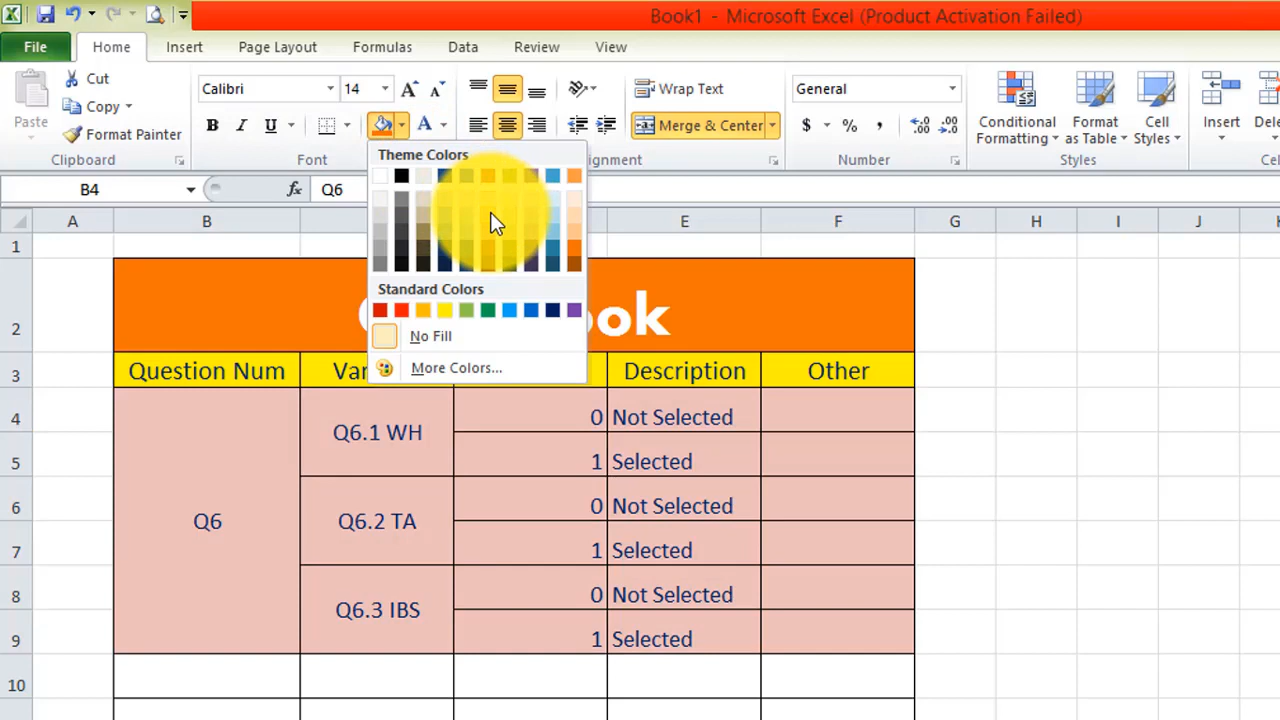 Book1 - Microsoft Excel (Product Activation Failed)
File Home Insert Page Layout Formulas Data Review View
Paste
Cut
Copy
Format Painter
Clipboard
Calibri 14 A A
B I U A
Font
Wrap Text
Merge & Center
General
$ % ,
Number
Conditional Formatting
Format as Table
Cell Styles
Styles
Insert
Theme Colors
Standard Colors
No Fill
More Colors...
B4 fx Q6
A B E F G H I J
1
2
3 Question Num Description Other
4 Q6.1 WH 0 Not Selected
5 1 Selected
6 Q6 Q6.2 TA 0 Not Selected
7 1 Selected
8 Q6.3 IBS 0 Not Selected
9 1 Selected
10